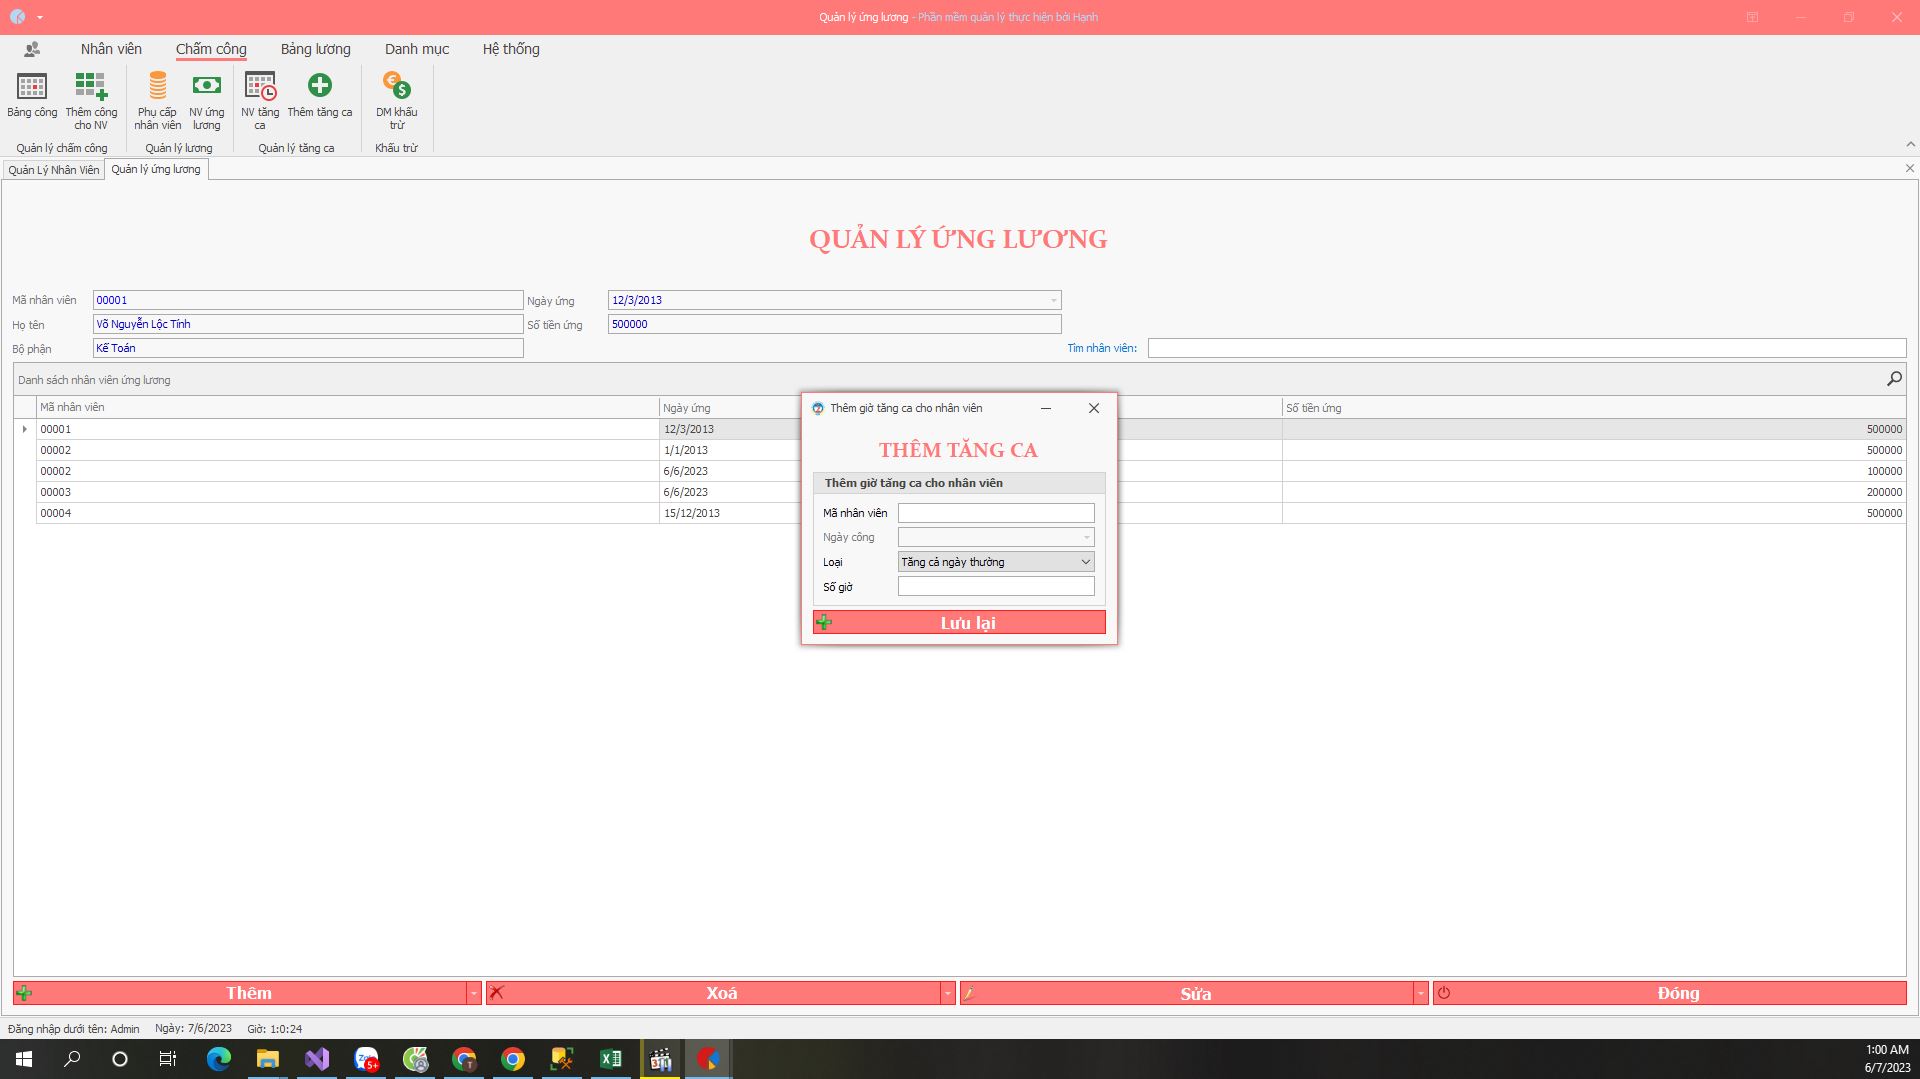 Quản lý ứng lương - Phần mềm quản lý thực hiện bởi Hạnh
Nhân viên Chấm công Bảng lương Danh mục Hệ thống
Bảng công Thêm công cho NV Phụ cấp nhân viên NV ứng lương NV tăng ca Thêm tăng ca DM khấu trừ
Quản lý chấm công Quản lý lương Quản lý tăng ca Khấu trừ
Quản Lý Nhân Viên Quản lý ứng lương
QUẢN LÝ ỨNG LƯƠNG
Mã nhân viên 00001 Ngày ứng 12/3/2013
Họ tên Võ Nguyễn Lộc Tính Số tiền ứng 500000
Bộ phận Kế Toán Tìm nhân viên:
Danh sách nhân viên ứng lương
Mã nhân viên Ngày ứng Số tiền ứng
00001 12/3/2013 500000
00002 1/1/2013 500000
00002 6/6/2023 100000
00003 6/6/2023 200000
00004 15/12/2013 500000
Thêm giờ tăng ca cho nhân viên
THÊM TĂNG CA
Thêm giờ tăng ca cho nhân viên
Mã nhân viên
Ngày công
Loại Tăng cả ngày thường
Số giờ
Lưu lại
Thêm Xoá Sửa Đóng
Đăng nhập dưới tên: Admin Ngày: 7/6/2023 Giờ: 1:0:24
5+
1:00 AM
6/7/2023